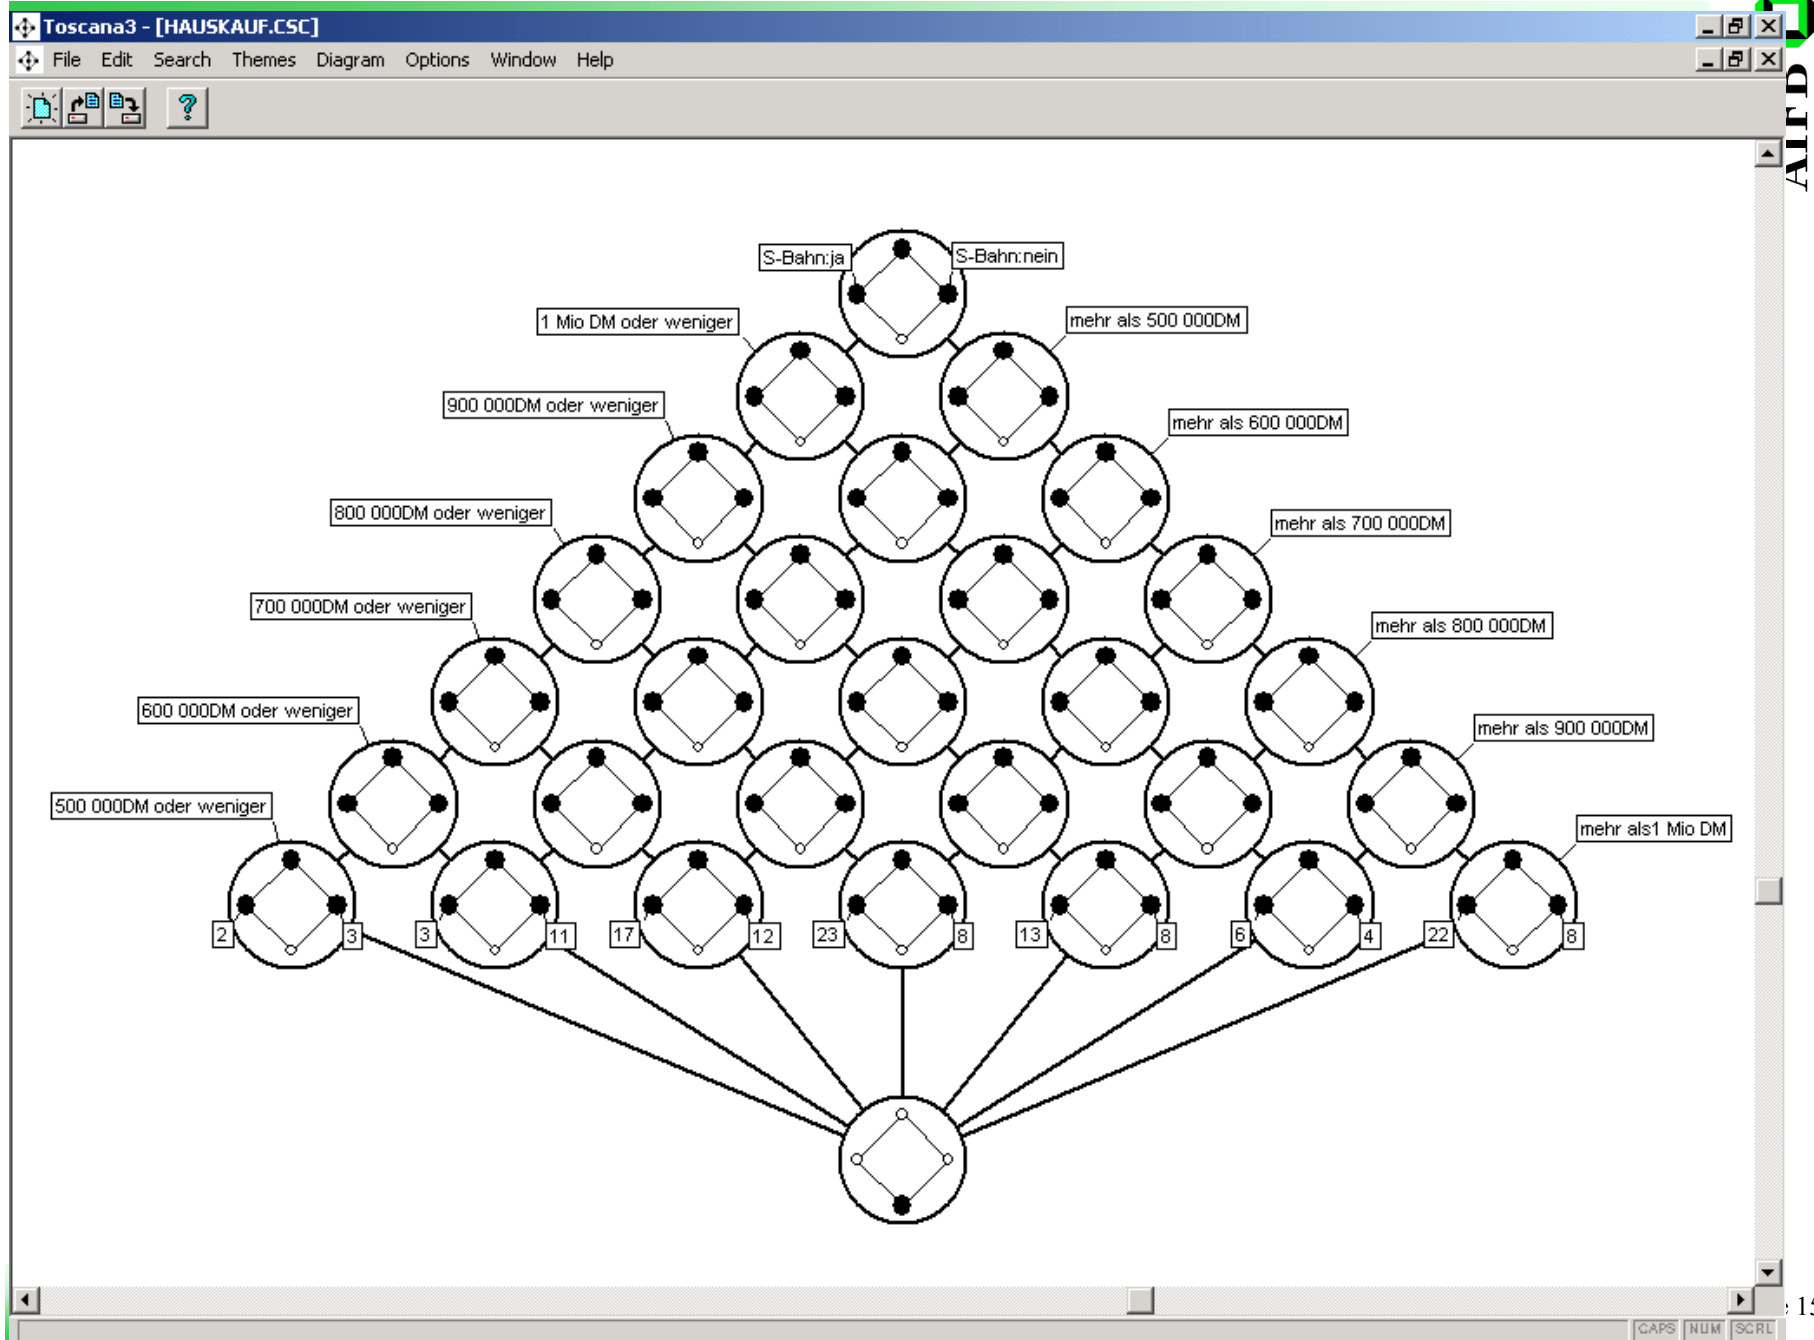 Toscana3 - [HAUSKAUF.CSC]
File Edit Search Themes Diagram Options Window Help
AIFB
S-Bahn:ja
S-Bahn:nein
1 Mio DM oder weniger
mehr als 500 000DM
900 000DM oder weniger
mehr als 600 000DM
800 000DM oder weniger
mehr als 700 000DM
700 000DM oder weniger
mehr als 800 000DM
600 000DM oder weniger
mehr als 900 000DM
500 000DM oder weniger
mehr als1 Mio DM
2 3 3 11 17 12 23 8 13 8 6 4 22 8
15
CAPS NUM SCRL